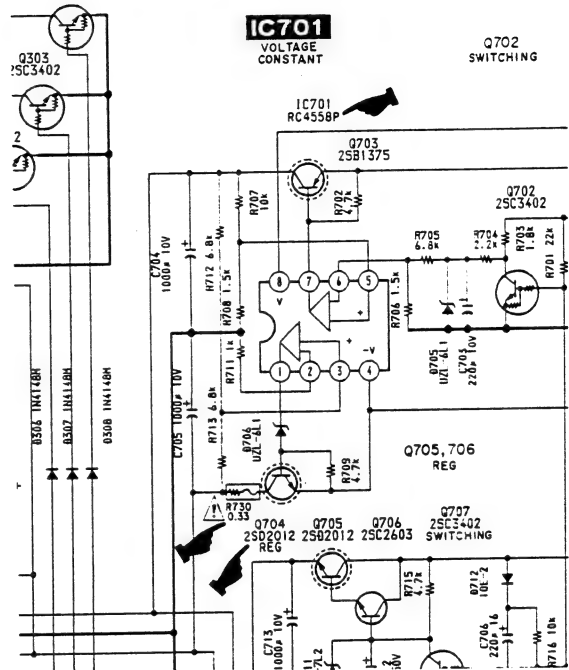 IC701
VOLTAGE
CONSTANT
Q702
SWITCHING
Q303
2SC3402
IC701
RC4558P
2
Q703
2SB1375
Q702
2SC3402
R707
10k
R702
4.7k
R705
6.8k
R704
2.2k
R703
1.8k
R701 22k
C704
1000µ 10V
R712 6.8k
R708 1.5k
8
7
6
5
V
+
R706 1.5k
R711 1k
+
-V
1
2
3
4
D705
UZL-6L1
C703
220µ 10V
D306 1N4148M
D307 1N4148M
D308 1N4148M
C705 1000µ 10V
R713 6.8k
D706
UZL-6L1
R709
4.7k
Q705,706
REG
R730
0.33
Q704
2SD2012
REG
Q705
2SD2012
Q706
2SC2603
Q707
2SC3402
SWITCHING
R715
4.7k
D712
10E-2
C713
1000µ 10V
C706
220µ 16
R716 10k